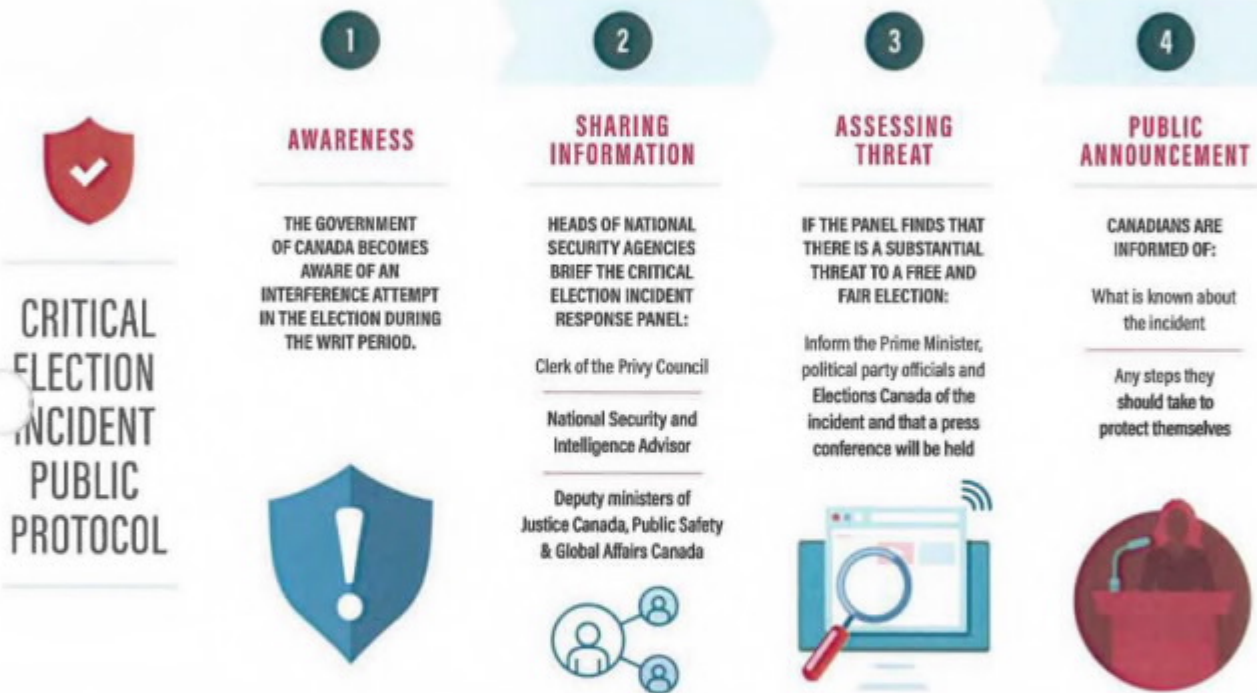 CRITICAL
ELECTION
INCIDENT
PUBLIC
PROTOCOL
1
AWARENESS
THE GOVERNMENT
OF CANADA BECOMES
AWARE OF AN
INTERFERENCE ATTEMPT
IN THE ELECTION DURING
THE WRIT PERIOD.
2
SHARING
INFORMATION
HEADS OF NATIONAL
SECURITY AGENCIES
BRIEF THE CRITICAL
ELECTION INCIDENT
RESPONSE PANEL:
Clerk of the Privy Council
National Security and
Intelligence Advisor
Deputy ministers of
Justice Canada, Public Safety
& Global Affairs Canada
3
ASSESSING
THREAT
IF THE PANEL FINDS THAT
THERE IS A SUBSTANTIAL
THREAT TO A FREE AND
FAIR ELECTION:
Inform the Prime Minister,
political party officials and
Elections Canada of the
incident and that a press
conference will be held
4
PUBLIC
ANNOUNCEMENT
CANADIANS ARE
INFORMED OF:
What is known about
the incident
Any steps they
should take to
protect themselves